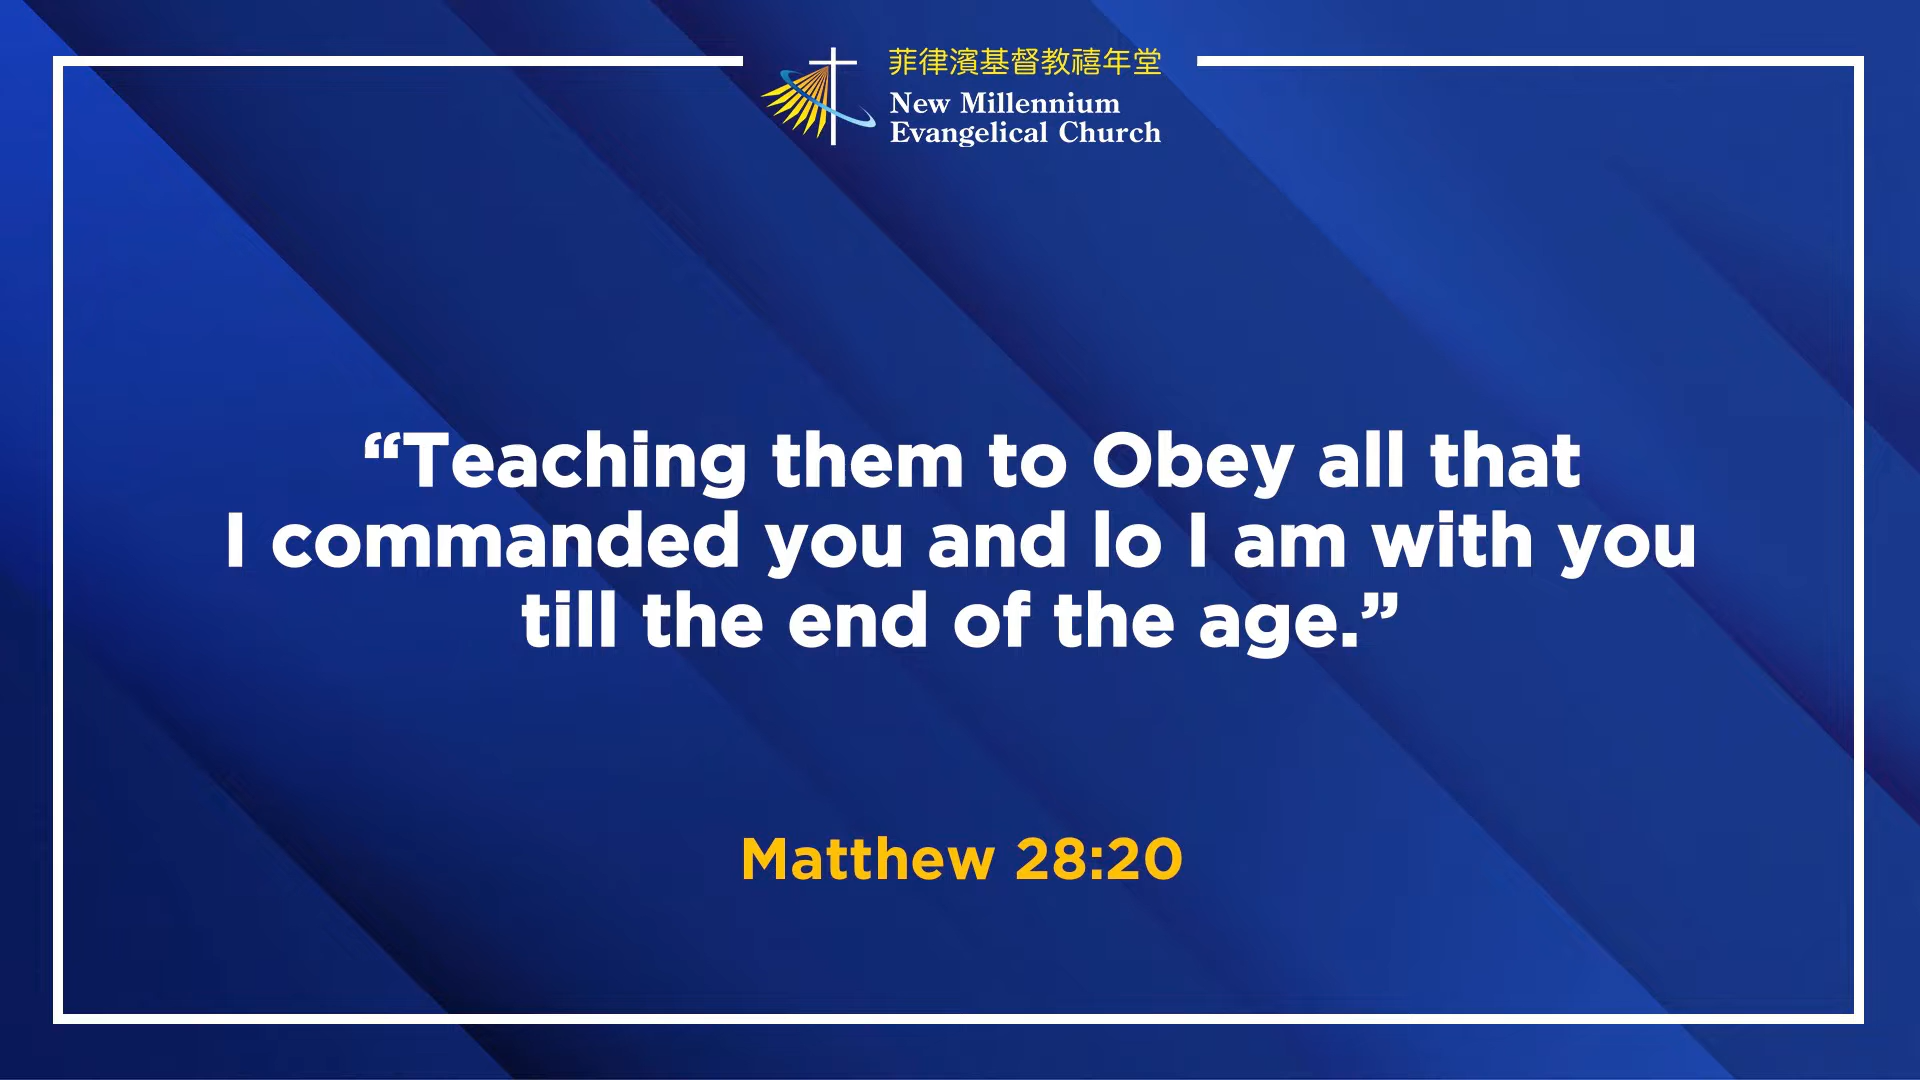 菲律濱基督教禧年堂
New Millennium
Evangelical Church
“Teaching them to Obey all that
I commanded you and lo I am with you
till the end of the age.”
Matthew 28:20